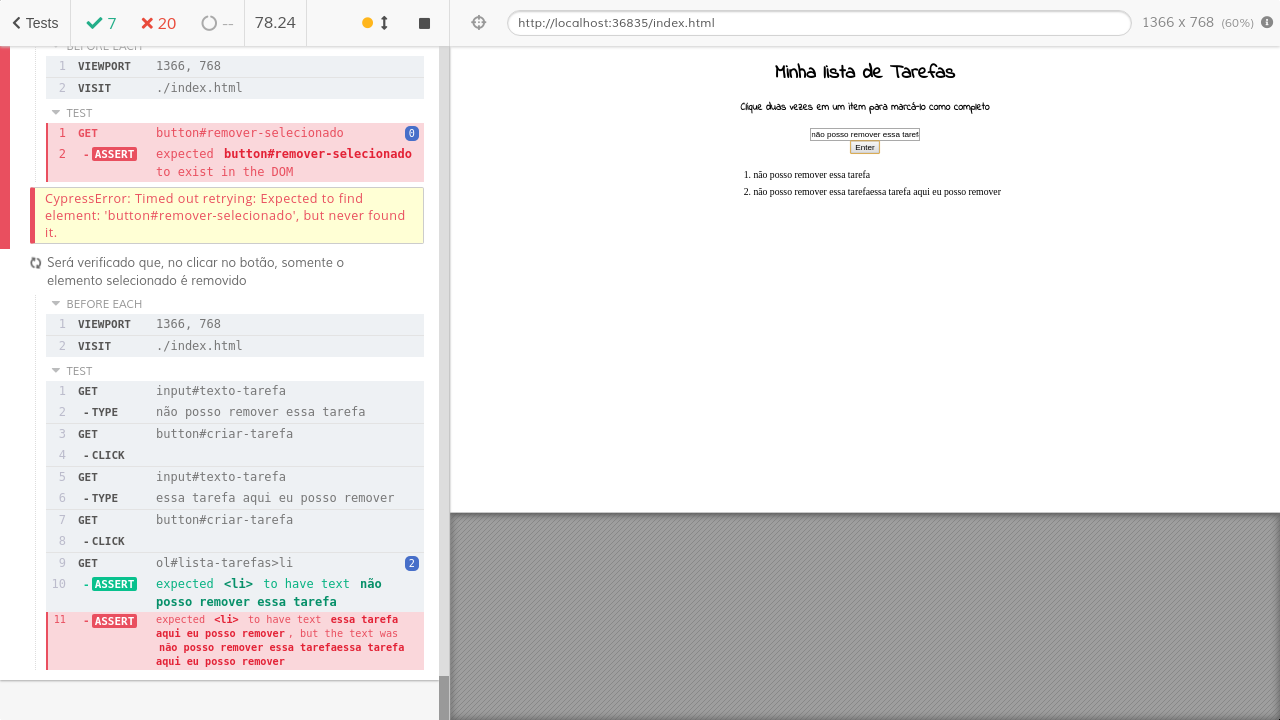 Tests
7
20
--
78.24
http://localhost:36835/index.html
1366 x 768 (60%)
BEFORE EACH
1 VIEWPORT 1366, 768
2 VISIT ./index.html
TEST
1 GET button#remover-selecionado 0
2 - ASSERT expected button#remover-selecionado
to exist in the DOM
CypressError: Timed out retrying: Expected to find
element: 'button#remover-selecionado', but never found
it.
Será verificado que, no clicar no botão, somente o
elemento selecionado é removido
BEFORE EACH
1 VIEWPORT 1366, 768
2 VISIT ./index.html
TEST
1 GET input#texto-tarefa
2 - TYPE não posso remover essa tarefa
3 GET button#criar-tarefa
4 - CLICK
5 GET input#texto-tarefa
6 - TYPE essa tarefa aqui eu posso remover
7 GET button#criar-tarefa
8 - CLICK
9 GET ol#lista-tarefas>li 2
10 - ASSERT expected <li> to have text não
posso remover essa tarefa
11 - ASSERT expected <li> to have text essa tarefa
aqui eu posso remover, but the text was
não posso remover essa tarefaessa tarefa
aqui eu posso remover
Minha lista de Tarefas
Clique duas vezes em um item para marcá-lo como completo
não posso remover essa taref
Enter
1. não posso remover essa tarefa
2. não posso remover essa tarefaessa tarefa aqui eu posso remover